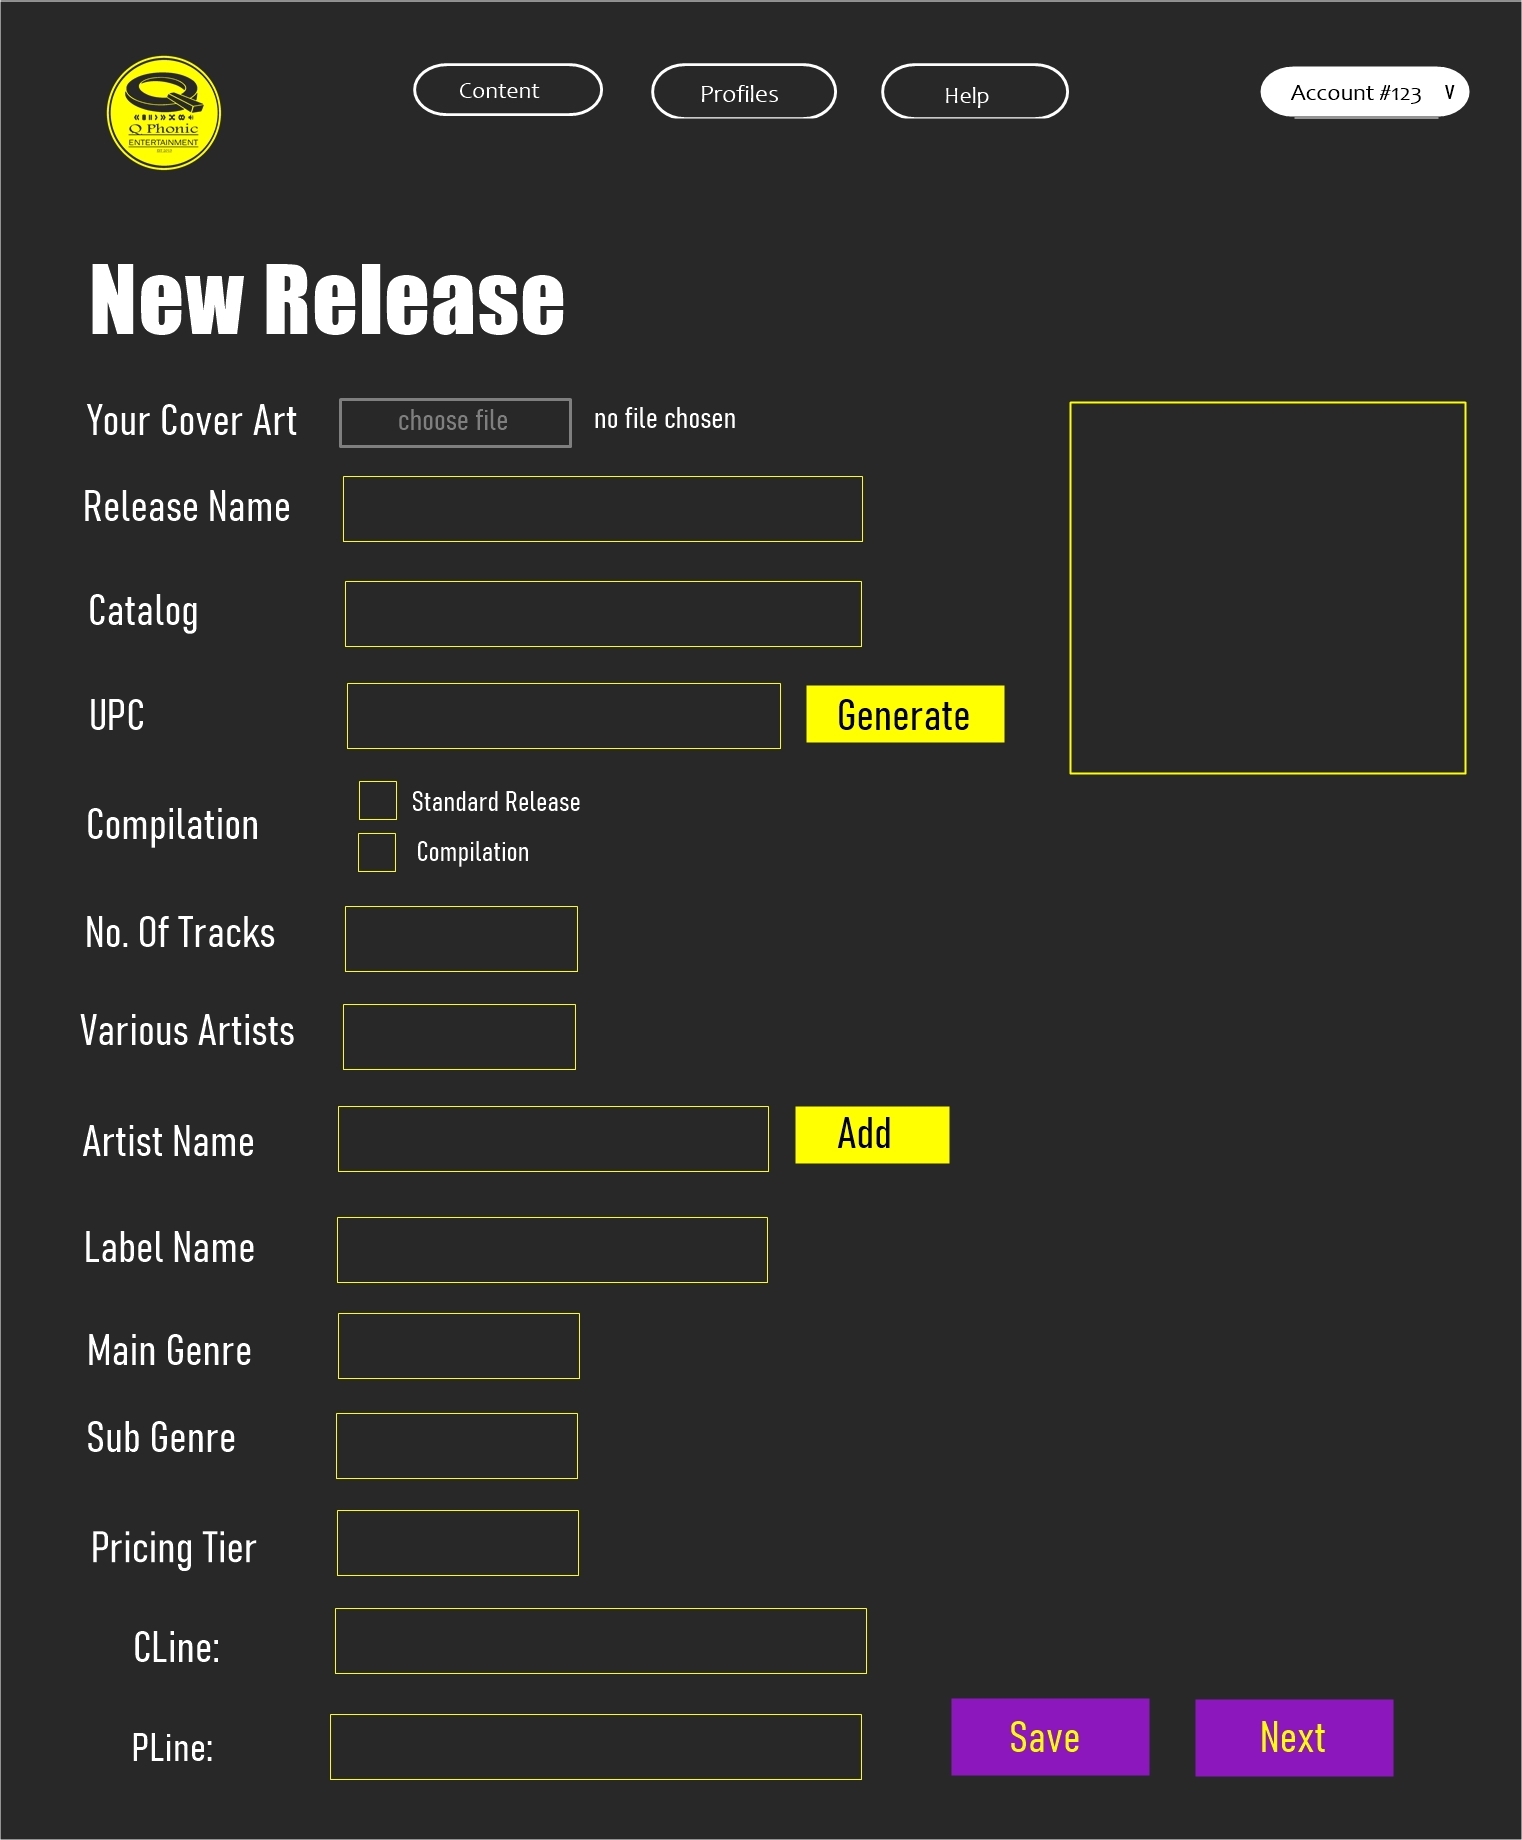 Q Phonic
ENTERTAINMENT
Content
Profiles
Help
Account #123 V
New Release
Your Cover Art choose file no file chosen
Release Name
Catalog
UPC Generate
Compilation
Standard Release
Compilation
No. Of Tracks
Various Artists
Artist Name Add
Label Name
Main Genre
Sub Genre
Pricing Tier
CLine:
PLine:
Save Next